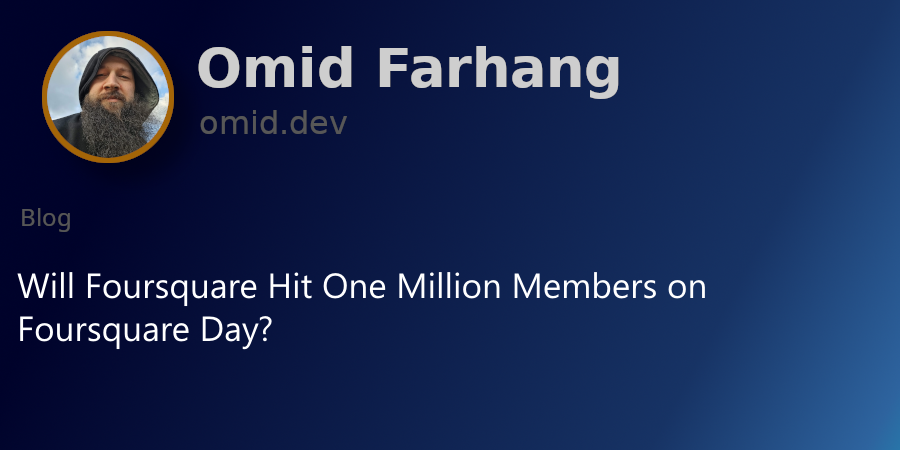 Omid Farhang
omid.dev
Blog
Will Foursquare Hit One Million Members on
Foursquare Day?